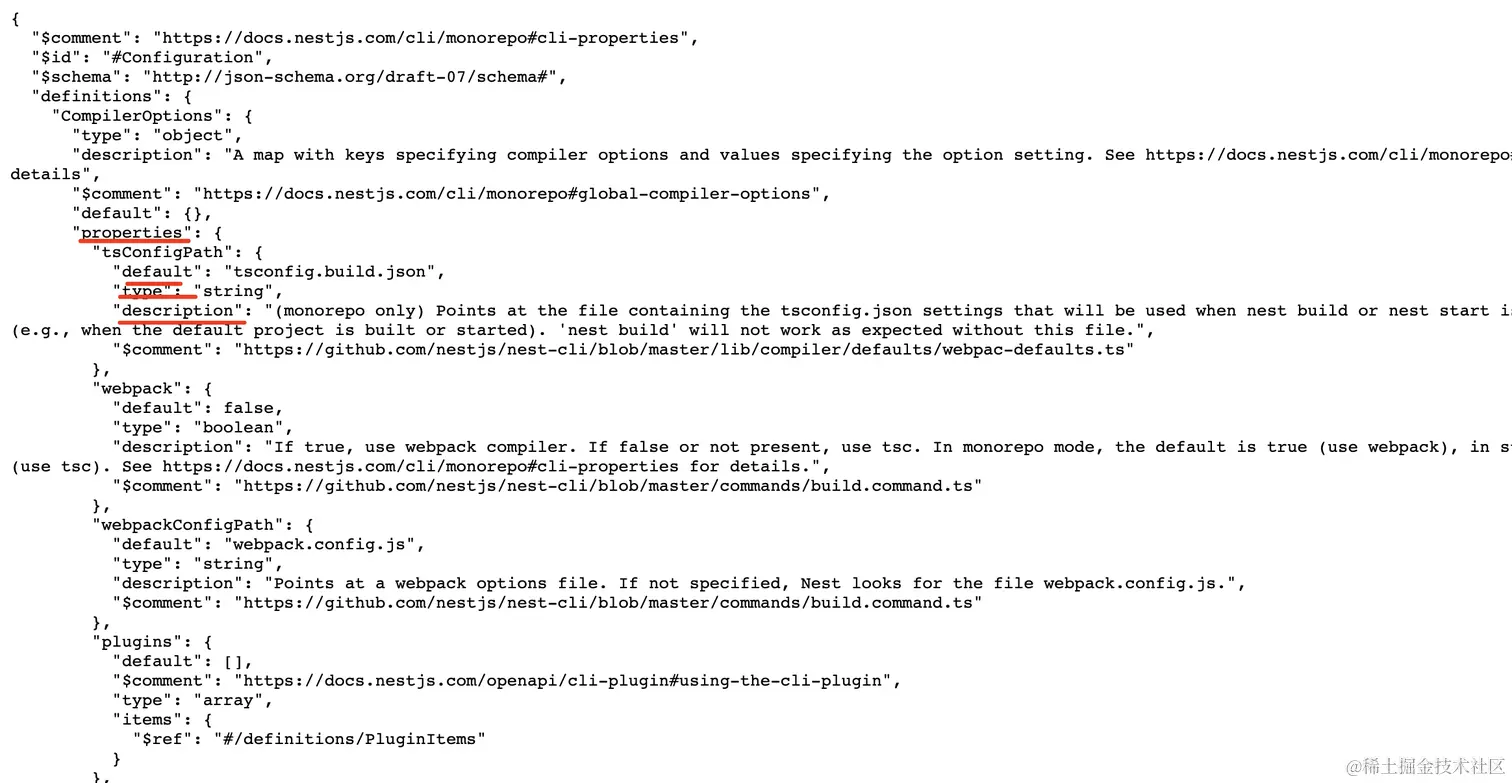 {
  "$comment": "https://docs.nestjs.com/cli/monorepo#cli-properties",
  "$id": "#Configuration",
  "$schema": "http://json-schema.org/draft-07/schema#",
  "definitions": {
    "CompilerOptions": {
      "type": "object",
      "description": "A map with keys specifying compiler options and values specifying the option setting. See https://docs.nestjs.com/cli/monorepo#
details",
      "$comment": "https://docs.nestjs.com/cli/monorepo#global-compiler-options",
      "default": {},
      "properties": {
        "tsConfigPath": {
          "default": "tsconfig.build.json",
          "type": "string",
          "description": "(monorepo only) Points at the file containing the tsconfig.json settings that will be used when nest build or nest start is
(e.g., when the default project is built or started). 'nest build' will not work as expected without this file.",
          "$comment": "https://github.com/nestjs/nest-cli/blob/master/lib/compiler/defaults/webpac-defaults.ts"
        },
        "webpack": {
          "default": false,
          "type": "boolean",
          "description": "If true, use webpack compiler. If false or not present, use tsc. In monorepo mode, the default is true (use webpack), in
(use tsc). See https://docs.nestjs.com/cli/monorepo#cli-properties for details.",
          "$comment": "https://github.com/nestjs/nest-cli/blob/master/commands/build.command.ts"
        },
        "webpackConfigPath": {
          "default": "webpack.config.js",
          "type": "string",
          "description": "Points at a webpack options file. If not specified, Nest looks for the file webpack.config.js.",
          "$comment": "https://github.com/nestjs/nest-cli/blob/master/commands/build.command.ts"
        },
        "plugins": {
          "default": [],
          "$comment": "https://docs.nestjs.com/openapi/cli-plugin#using-the-cli-plugin",
          "type": "array",
          "items": {
            "$ref": "#/definitions/PluginItems"
          }
        },
@稀土掘金技术社区